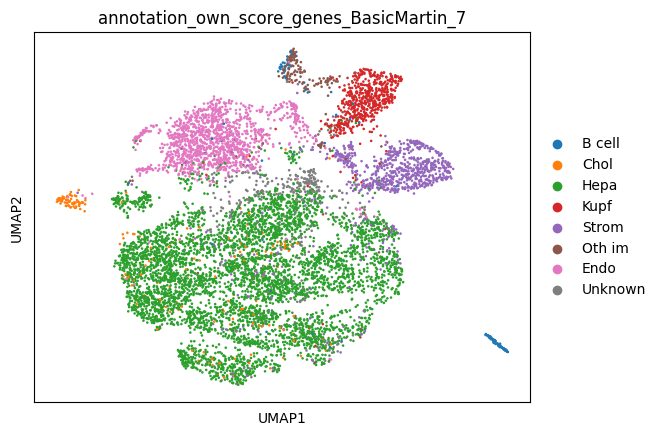 annotation_own_score_genes_BasicMartin_7
UMAP2
UMAP1
B cell
Chol
Hepa
Kupf
Strom
Oth im
Endo
Unknown